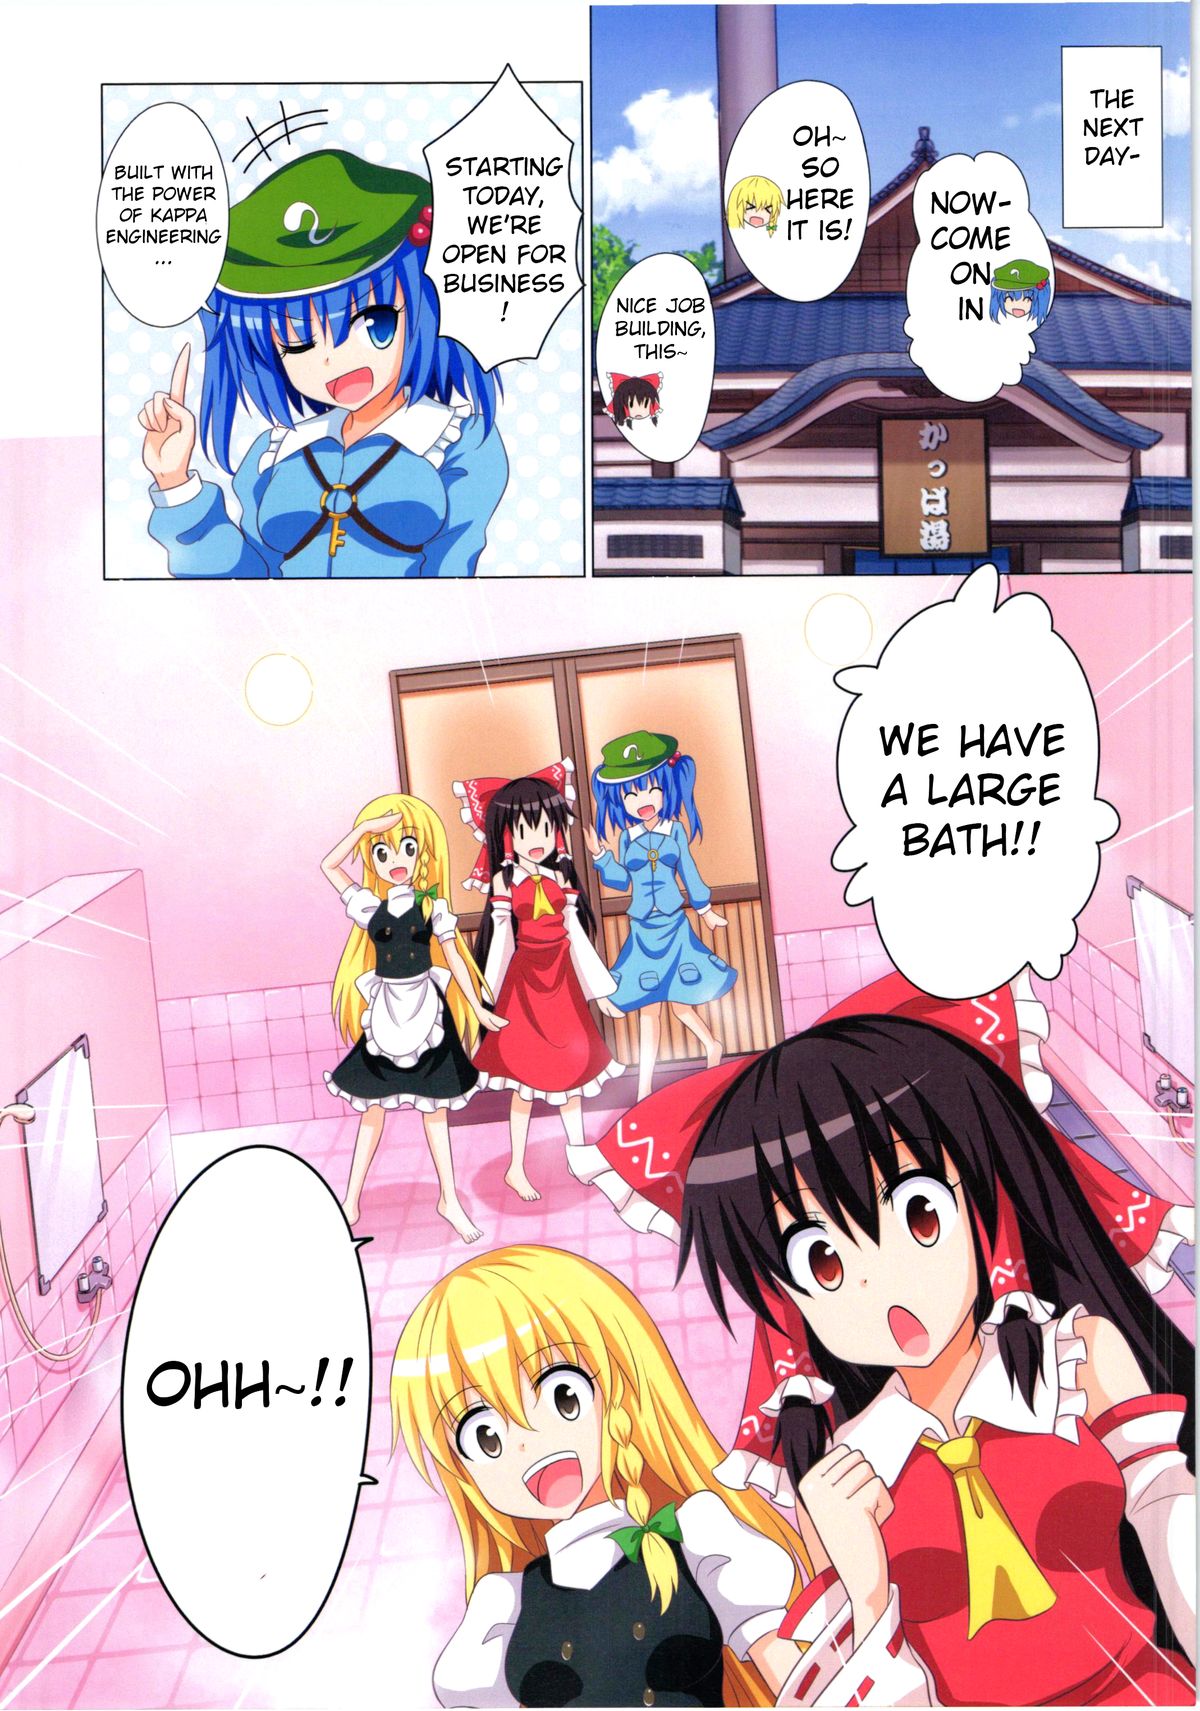 THE
NEXT
DAY-
NOW-
COME
ON
IN
OH~
SO
HERE
IT IS!
NICE JOB
BUILDING,
THIS~
かっぱ湯
STARTING
TODAY,
WE'RE
OPEN FOR
BUSINESS
!
BUILT WITH
THE POWER
OF KAPPA
ENGINEERING
...
WE HAVE
A LARGE
BATH!!
OHH~!!